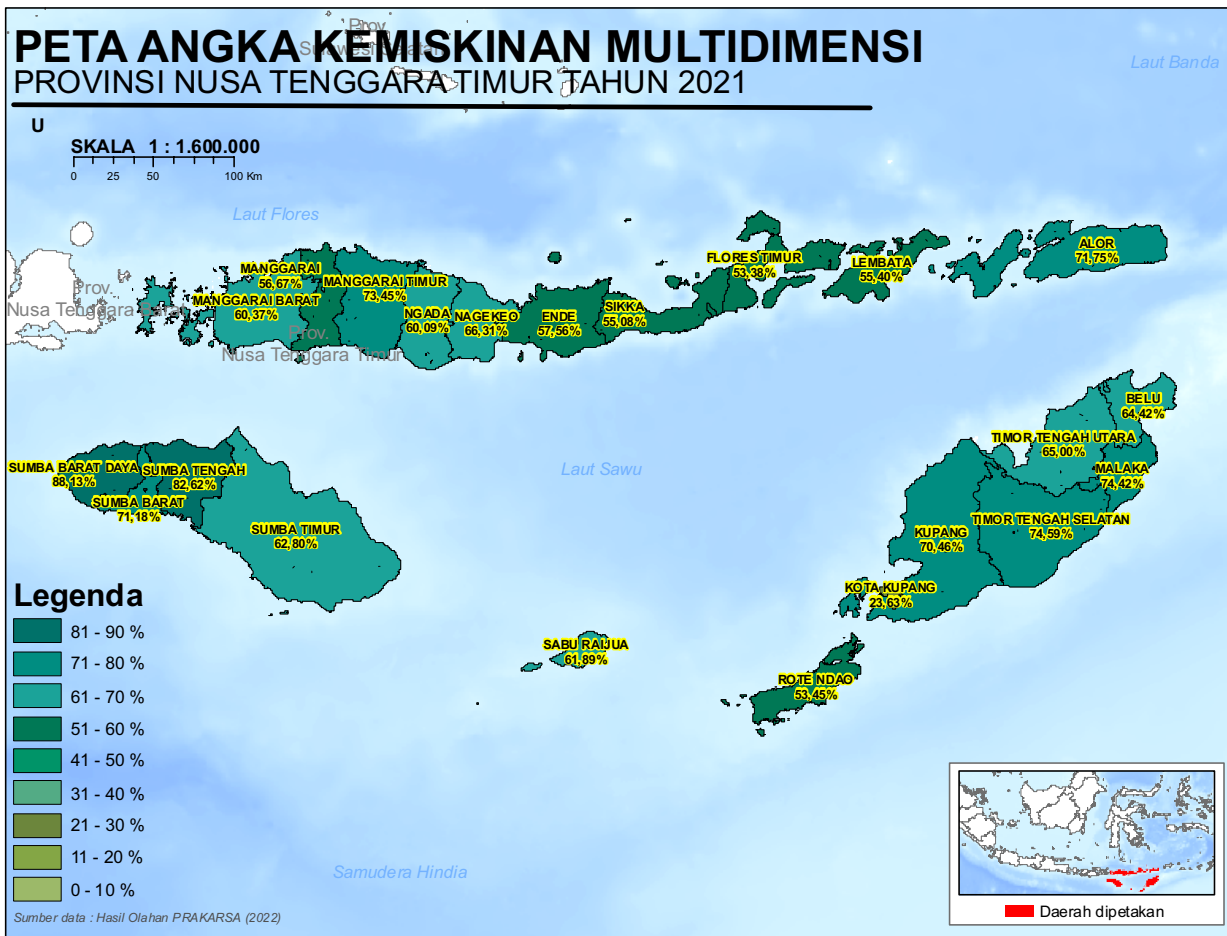 Prov.
Sulawesi Selatan
PETA ANGKA KEMISKINAN MULTIDIMENSI
PROVINSI NUSA TENGGARA TIMUR TAHUN 2021
Laut Banda
U
SKALA 1 : 1.600.000
0 25 50 100 Km
Laut Flores
Prov.
Nusa Tenggara Barat
MANGGARAI
56,67%
MANGGARAI BARAT
60,37%
MANGGARAI TIMUR
73,45%
NGADA
60,09%
NAGEKEO
66,31%
ENDE
57,56%
SIKKA
55,08%
FLORES TIMUR
53,38%
LEMBATA
55,40%
ALOR
71,75%
Prov.
Nusa Tenggara Timur
BELU
64,42%
TIMOR TENGAH UTARA
65,00%
MALAKA
74,42%
TIMOR TENGAH SELATAN
74,59%
KUPANG
70,46%
KOTA KUPANG
23,63%
Laut Sawu
SUMBA BARAT DAYA
88,13%
SUMBA TENGAH
82,62%
SUMBA BARAT
71,18%
SUMBA TIMUR
62,80%
SABU RAIJUA
61,89%
ROTE NDAO
53,45%
Legenda
81 - 90 %
71 - 80 %
61 - 70 %
51 - 60 %
41 - 50 %
31 - 40 %
21 - 30 %
11 - 20 %
0 - 10 %
Sumber data : Hasil Olahan PRAKARSA (2022)
Samudera Hindia
Daerah dipetakan